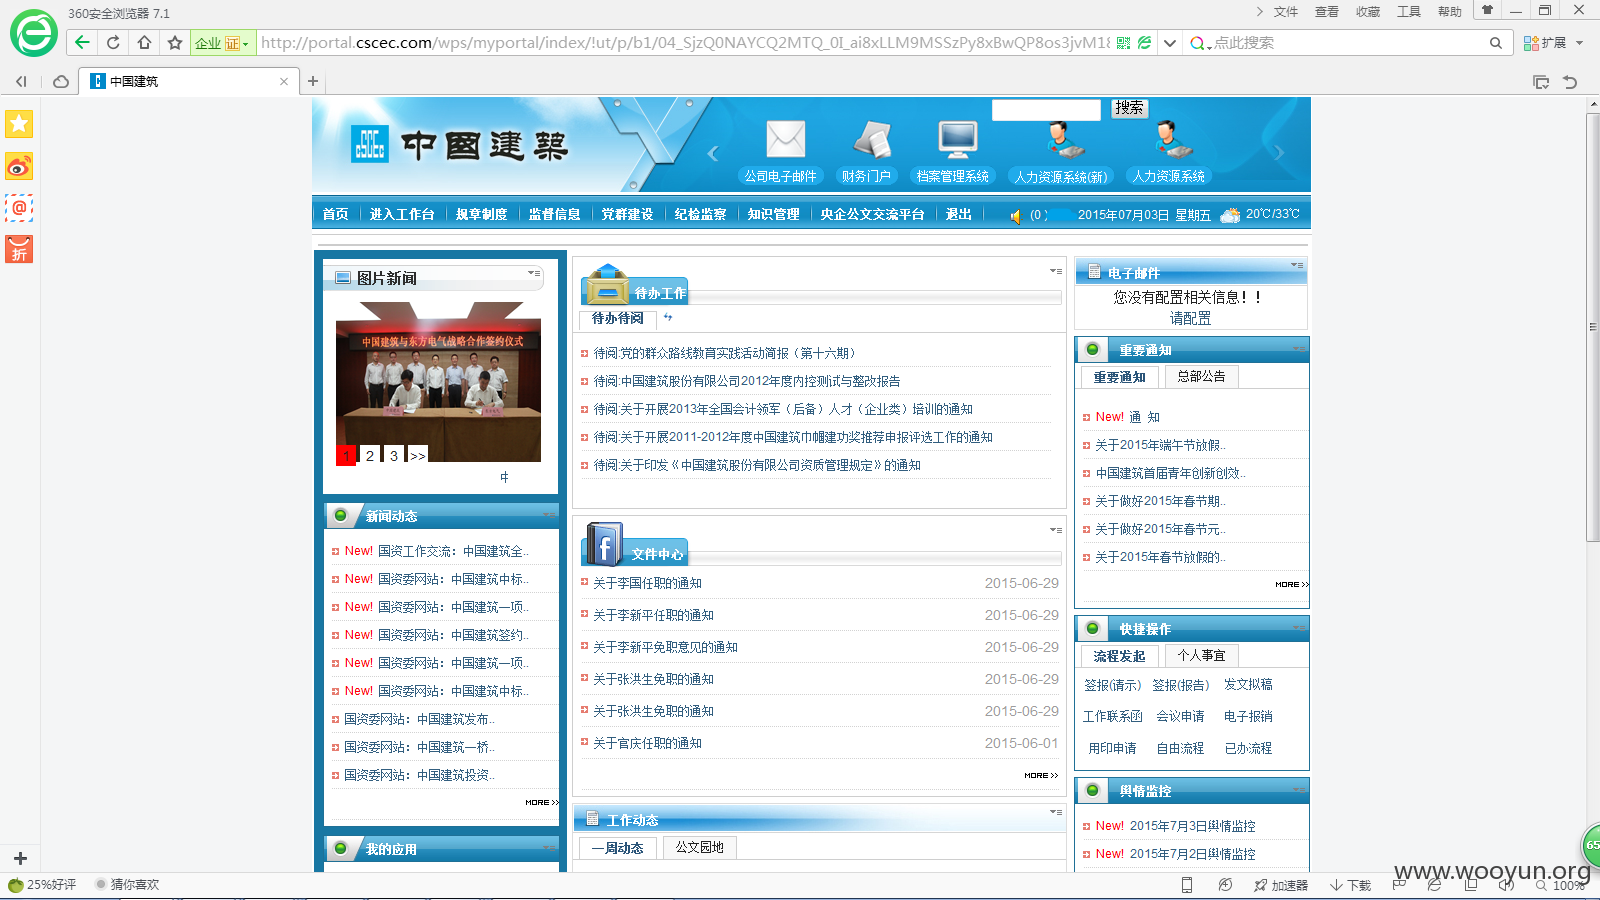 360安全浏览器 7.1
文件 查看 收藏 工具 帮助
企业 证 http://portal.cscec.com/wps/myportal/index/!ut/p/b1/04_SjzQ0NAYCQ2MTQ_0I_ai8xLLM9MSSzPy8xBwQP8os3jvM18 点此搜索 扩展
中国建筑
CSCEC 中國建築
搜索
公司电子邮件 财务门户 档案管理系统 人力资源系统(新) 人力资源系统
首页 进入工作台 规章制度 监督信息 党群建设 纪检监察 知识管理 央企公文交流平台 退出 (0) 2015年07月03日 星期五 20℃/33℃
图片新闻
中国建筑与东方电气战略合作签约仪式
1 2 3 >>
中
新闻动态
New! 国资工作交流：中国建筑全..
New! 国资委网站：中国建筑中标..
New! 国资委网站：中国建筑一项..
New! 国资委网站：中国建筑签约..
New! 国资委网站：中国建筑一项..
New! 国资委网站：中国建筑中标..
国资委网站：中国建筑发布..
国资委网站：中国建筑一桥..
国资委网站：中国建筑投资..
MORE >>
我的应用
待办工作
待办待阅
待阅:党的群众路线教育实践活动简报（第十六期）
待阅:中国建筑股份有限公司2012年度内控测试与整改报告
待阅:关于开展2013年全国会计领军（后备）人才（企业类）培训的通知
待阅:关于开展2011-2012年度中国建筑巾帼建功奖推荐申报评选工作的通知
待阅:关于印发《中国建筑股份有限公司资质管理规定》的通知
文件中心
关于李国任职的通知 2015-06-29
关于李新平任职的通知 2015-06-29
关于李新平免职意见的通知 2015-06-29
关于张洪生免职的通知 2015-06-29
关于张洪生免职的通知 2015-06-29
关于官庆任职的通知 2015-06-01
MORE >>
工作动态
一周动态 公文园地
电子邮件
您没有配置相关信息！！
请配置
重要通知
重要通知 总部公告
New! 通 知
关于2015年端午节放假..
中国建筑首届青年创新创效..
关于做好2015年春节期..
关于做好2015年春节元..
关于2015年春节放假的..
MORE >>
快捷操作
流程发起 个人事宜
签报(请示) 签报(报告) 发文拟稿
工作联系函 会议申请 电子报销
用印申请 自由流程 已办流程
舆情监控
New! 2015年7月3日舆情监控
New! 2015年7月2日舆情监控
折
65
25%好评 猜你喜欢
加速器 下载 100%
www.wooyun.org